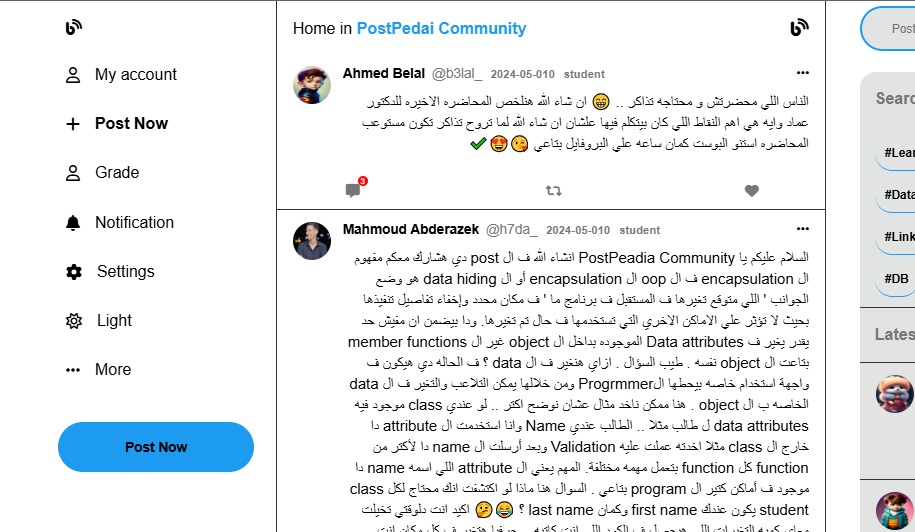 Home in PostPedai Community
My account
Post Now
Grade
Notification
Settings
Light
More
Post Now
Ahmed Belal @b3lal_ 2024-05-010 student
الناس اللي محضرتش و محتاجه تذاكر .. 😁 ان شاء الله هنلخص المحاضره الاخيره للدكتور
عماد وايه هي اهم النقاط اللي كان بيتكلم فيها علشان ان شاء الله لما تروح تذاكر تكون مستوعب
المحاضره استنو البوست كمان ساعه علي البروفايل بتاعي 😘😍✔
3
Mahmoud Abderazek @h7da_ 2024-05-010 student
السلام عليكم يا PostPeadia Community انشاء الله ف ال post دي هشارك معكم مفهوم
ال encapsulation ف ال oop ال encapsulation أو ال data hiding هو وضع
الجوانب ' اللي متوقع تغيرها ف المستقبل ف برنامج ما ' ف مكان محدد وإخفاء تفاصيل تنفيذها
بحيث لا تؤثر علي الاماكن الاخري التي تستخدمها ف حال تم تغيرها. ودا بيضمن ان مفيش حد
يقدر يغير ف Data attributes الموجوده بداخل ال object غير ال member functions
بتاعت ال object نفسه . طيب السؤال . ازاي هنغير ف ال data ؟ ف الحاله دي هيكون ف
واجهة استخدام خاصه بيحطها الProgrmmer ومن خلالها يمكن التلاعب والتغير ف ال data
الخاصه ب ال object . هنا ممكن ناخد مثال عشان نوضح اكتر .. لو عندي class موجود فيه
data attributes ل طالب مثلا .. الطالب عندي Name وانا استخدمت ال attribute دا
خارج ال class مثلا اخدته عملت عليه Validation وبعد أرسلت ال name دا لأكتر من
function كل function بتعمل مهمه مختلفة. المهم يعني ال attribute اللي اسمه name دا
موجود ف أماكن كتير ال program بتاعي . السؤال هنا ماذا لو اكتشفت انك محتاج لكل class
student يكون عندك first name وكمان last name ؟ 😂🤔 اكيد انت دلوقتي تخيلت
Post
Searc
#Lear
#Data
#Link
#DB
Lates